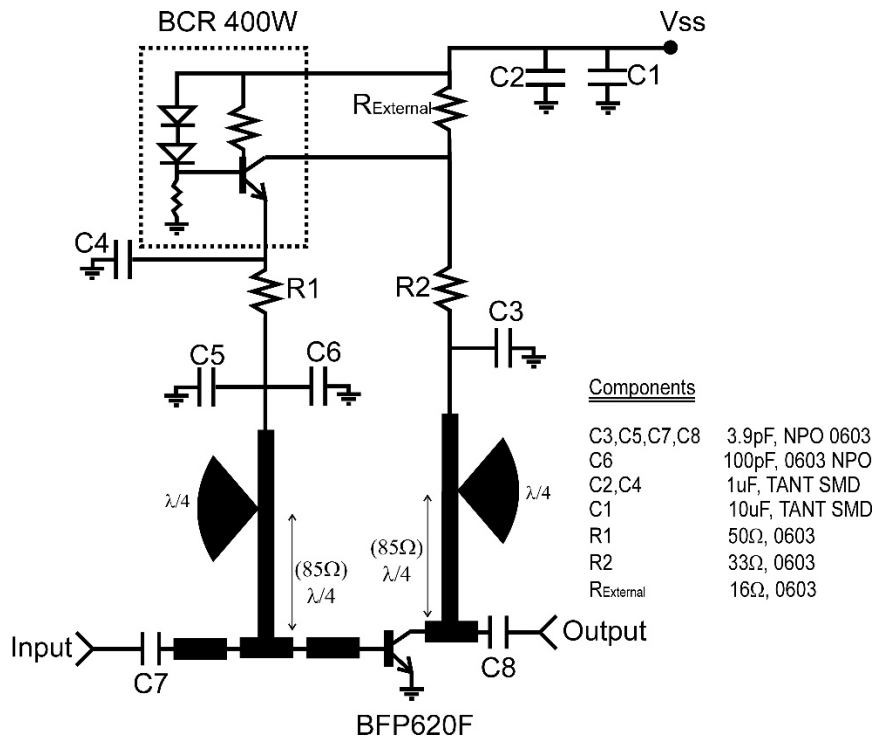 BCR 400W
Vss
RExternal
C2
C1
C4
R1
R2
C3
C5
C6
λ/4
(85Ω)
λ/4
(85Ω)
λ/4
λ/4
Input
C7
C8
Output
BFP620F
Components
C3,C5,C7,C8 3.9pF, NPO 0603
C6 100pF, 0603 NPO
C2,C4 1uF, TANT SMD
C1 10uF, TANT SMD
R1 50Ω, 0603
R2 33Ω, 0603
RExternal 16Ω, 0603